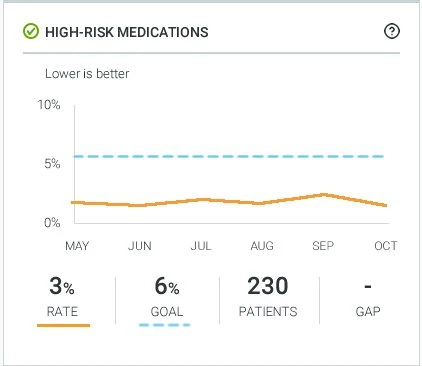 HIGH-RISK MEDICATIONS ?
Lower is better
10%
5%
0%
MAY JUN JUL AUG SEP OCT
3% 6% 230 -
RATE GOAL PATIENTS GAP